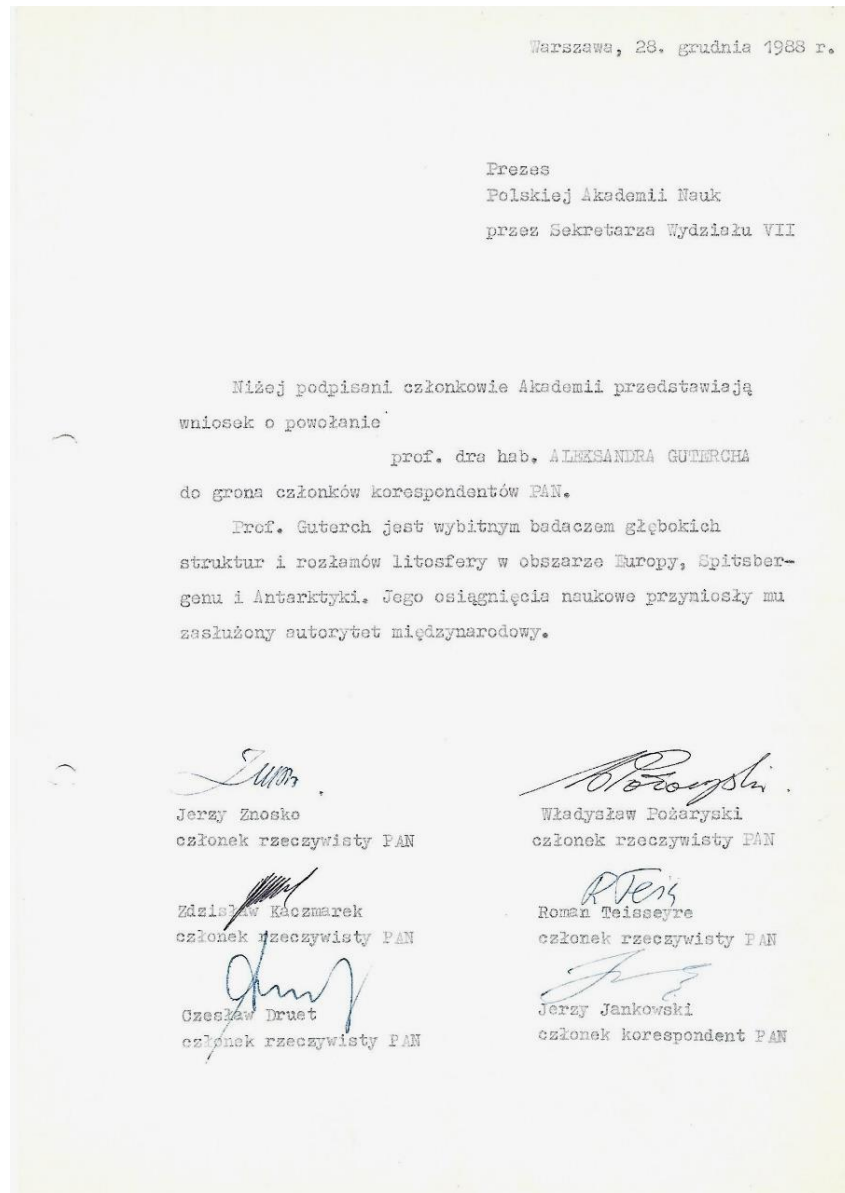 Warszawa, 28. grudnia 1988 r.
Prezes
Polskiej Akademii Nauk
przez Sekretarza Wydziału VII
Niżej podpisani członkowie Akademii przedstawiają
wniosek o powołanie
prof. dra hab. ALEKSANDRA GUTERCHA
do grona członków korespondentów PAN.
Prof. Guterch jest wybitnym badaczem głębokich
struktur i rozłamów litosfery w obszarze Europy, Spitsber-
genu i Antarktyki. Jego osiągnięcia naukowe przyniosły mu
zasłużony autorytet międzynarodowy.
Jerzy Znosko
członek rzeczywisty PAN
Władysław Pożaryski
członek rzeczywisty PAN
Zdzisław Kaczmarek
członek rzeczywisty PAN
Roman Teisseyre
członek rzeczywisty PAN
Czesław Druet
członek rzeczywisty PAN
Jerzy Jankowski
członek korespondent PAN